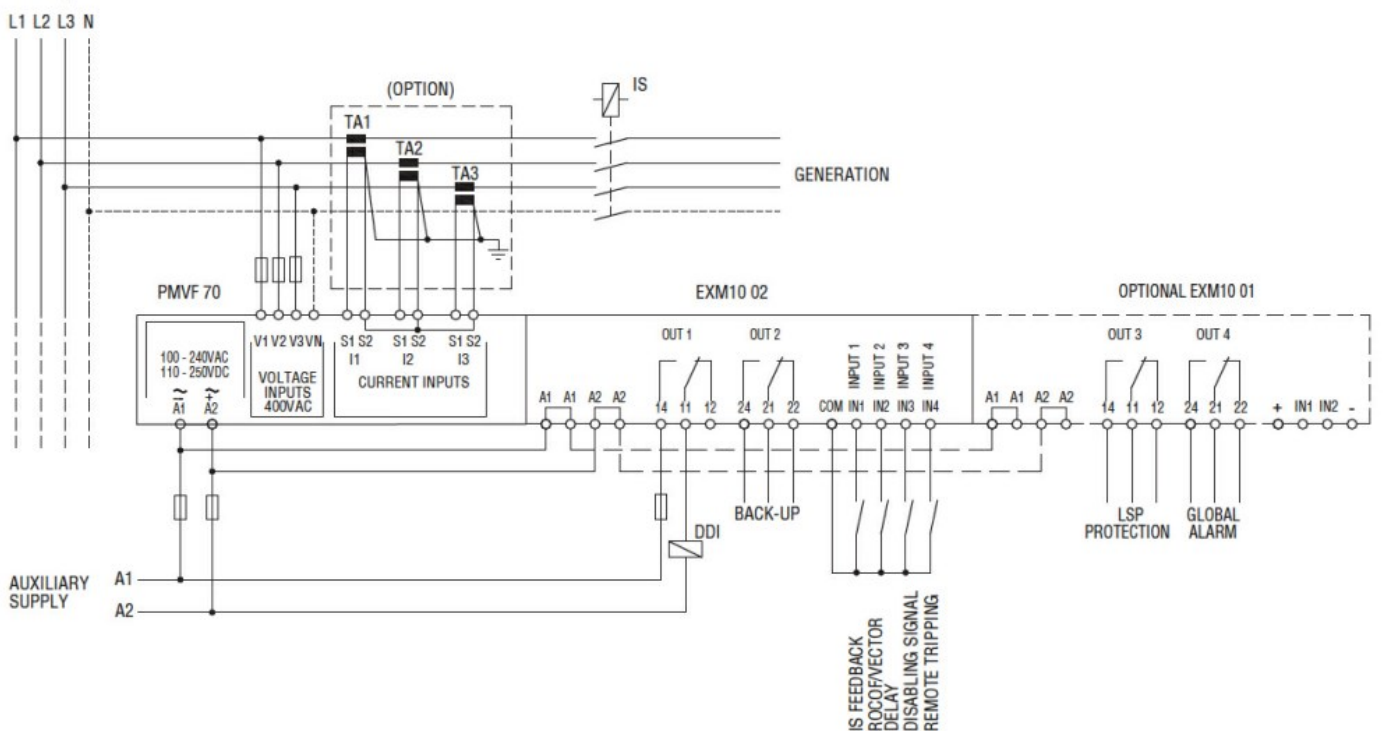 L1 L2 L3 N
(OPTION)
IS
TA1
TA2
TA3
GENERATION
PMVF 70
EXM10 02
OPTIONAL EXM10 01
100 - 240VAC
110 - 250VDC
A1 A2
V1 V2 V3 VN
VOLTAGE
INPUTS
400VAC
S1 S2 S1 S2 S1 S2
I1 I2 I3
CURRENT INPUTS
OUT 1 OUT 2
INPUT 1
INPUT 2
INPUT 3
INPUT 4
OUT 3 OUT 4
A1 A1 A2 A2
14 11 12
24 21 22
COM IN1 IN2 IN3 IN4
A1 A1 A2 A2
14 11 12
24 21 22
+ IN1 IN2 -
BACK-UP
LSP
PROTECTION
GLOBAL
ALARM
DDI
AUXILIARY
SUPPLY
A1
A2
IS FEEDBACK
ROCOF/VECTOR
DELAY
DISABLING SIGNAL
REMOTE TRIPPING